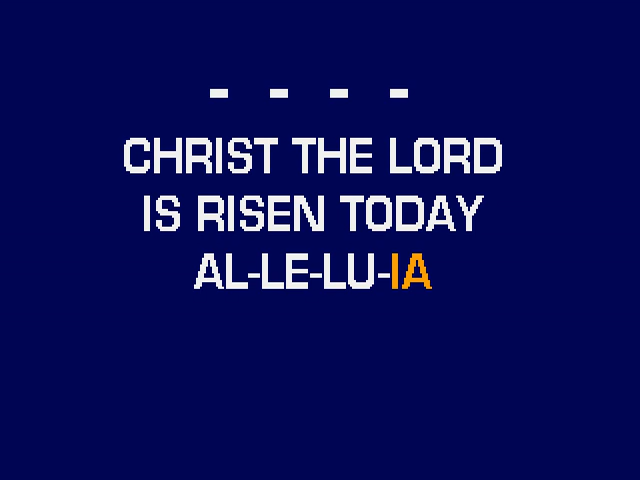 - - - -
CHRIST THE LORD
IS RISEN TODAY
AL-LE-LU-IA